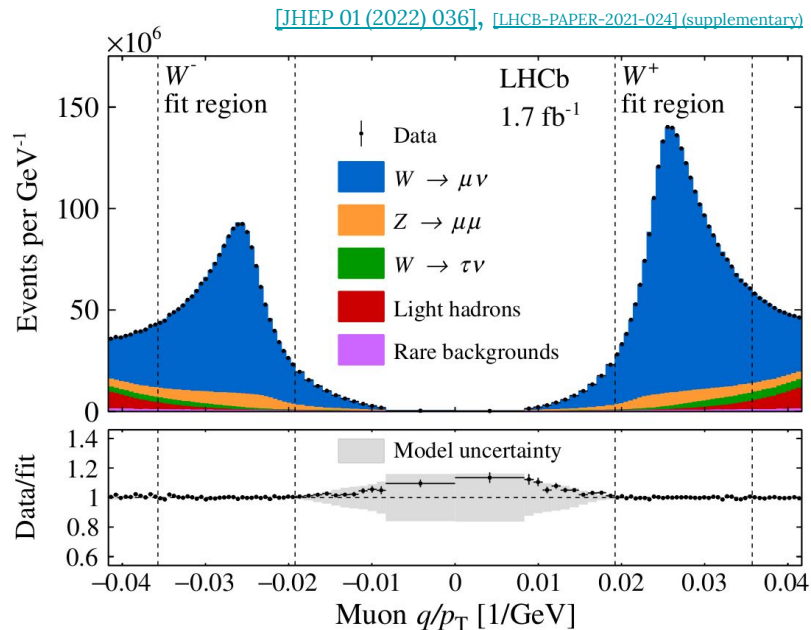 [JHEP 01 (2022) 036], [LHCB-PAPER-2021-024] (supplementary)
×10⁶
W⁻
fit region
LHCb
1.7 fb⁻¹
W⁺
fit region
Data
W → μν
Z → μμ
W → τν
Light hadrons
Rare backgrounds
150
100
50
0
Events per GeV⁻¹
Model uncertainty
1.4
1.2
1
0.8
0.6
Data/fit
−0.04 −0.03 −0.02 −0.01 0 0.01 0.02 0.03 0.04
Muon q/p_T [1/GeV]